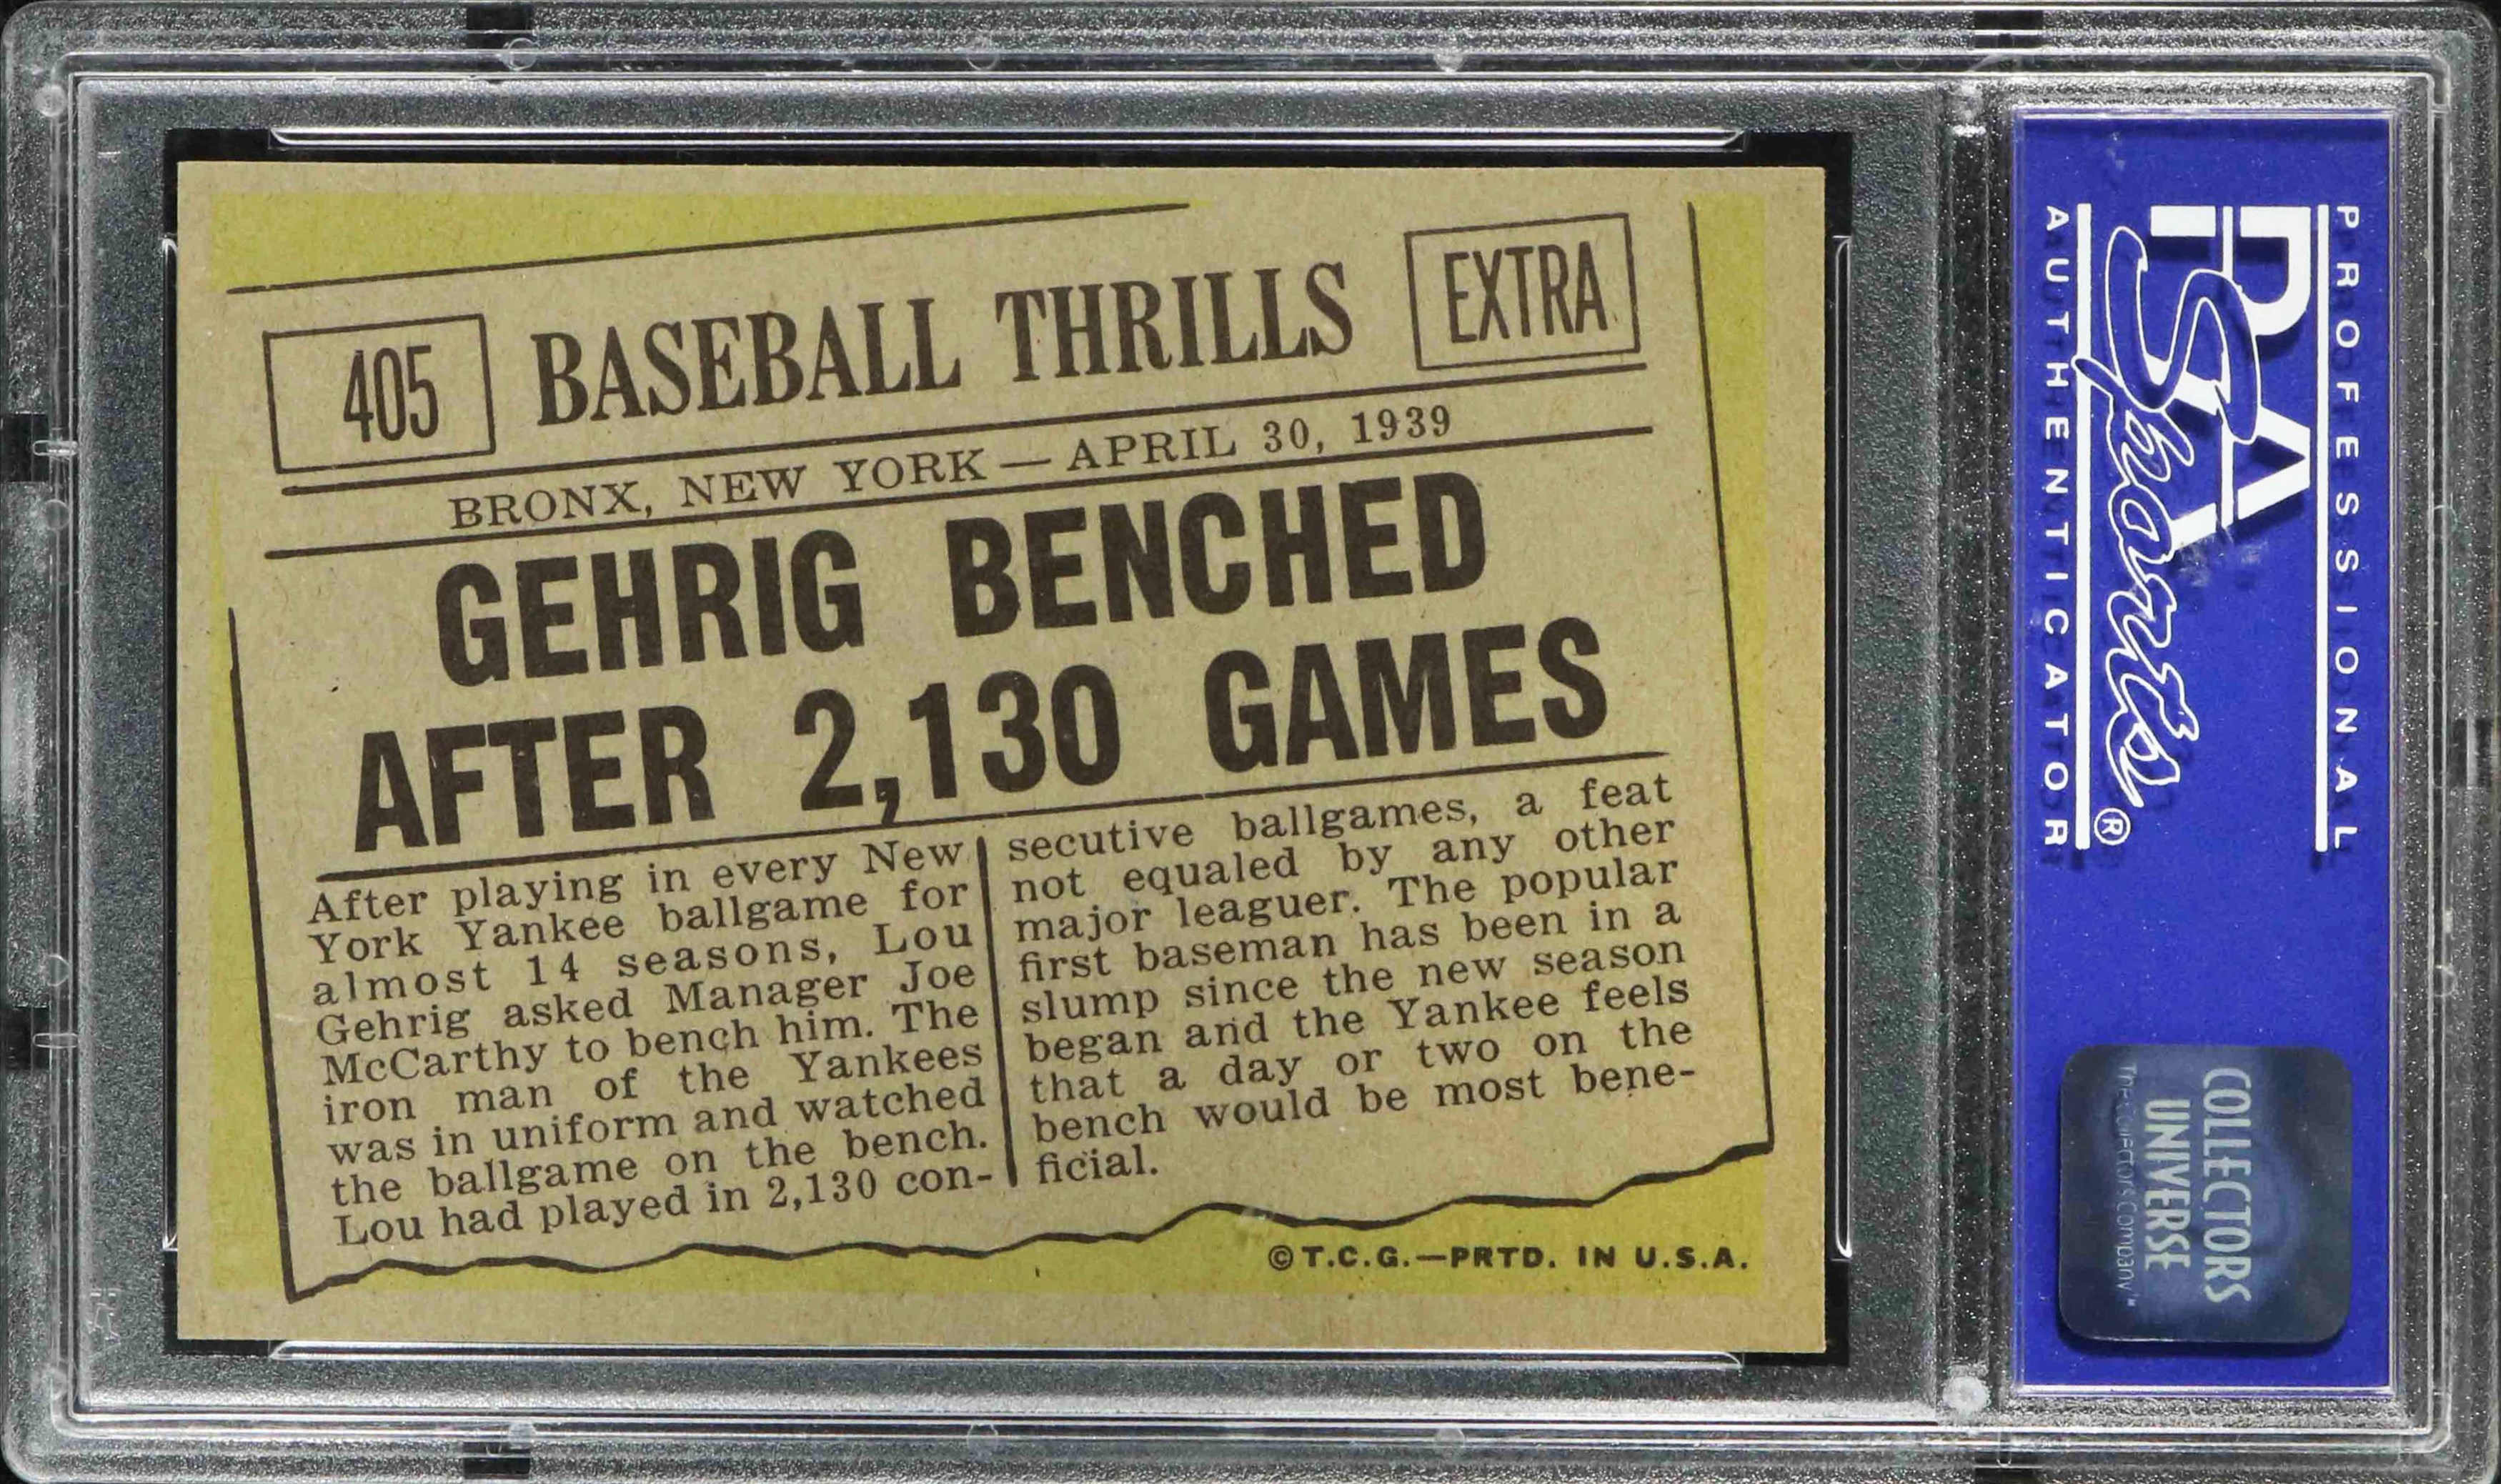 405
BASEBALL THRILLS
EXTRA
BRONX, NEW YORK — APRIL 30, 1939
GEHRIG BENCHED
AFTER 2,130 GAMES
After playing in every New
York Yankee ballgame for
almost 14 seasons, Lou
Gehrig asked Manager Joe
McCarthy to bench him. The
iron man of the Yankees
was in uniform and watched
the ballgame on the bench.
Lou had played in 2,130 con-
secutive ballgames, a feat
not equaled by any other
major leaguer. The popular
first baseman has been in a
slump since the new season
began and the Yankee feels
that a day or two on the
bench would be most bene-
ficial.
© T.C.G.—PRTD. IN U.S.A.
PROFESSIONAL
PSA
Sports®
AUTHENTICATOR
COLLECTORS
UNIVERSE
The Collectors Company™